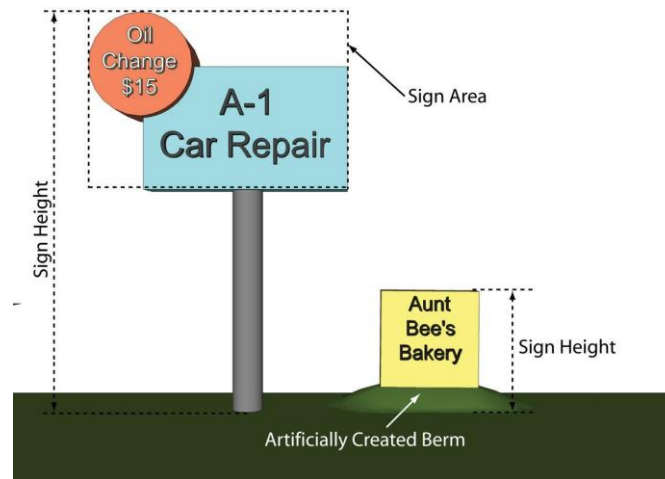 Oil
Change
$15
A-1
Car Repair
Sign Area
Sign Height
Aunt
Bee's
Bakery
Sign Height
Artificially Created Berm